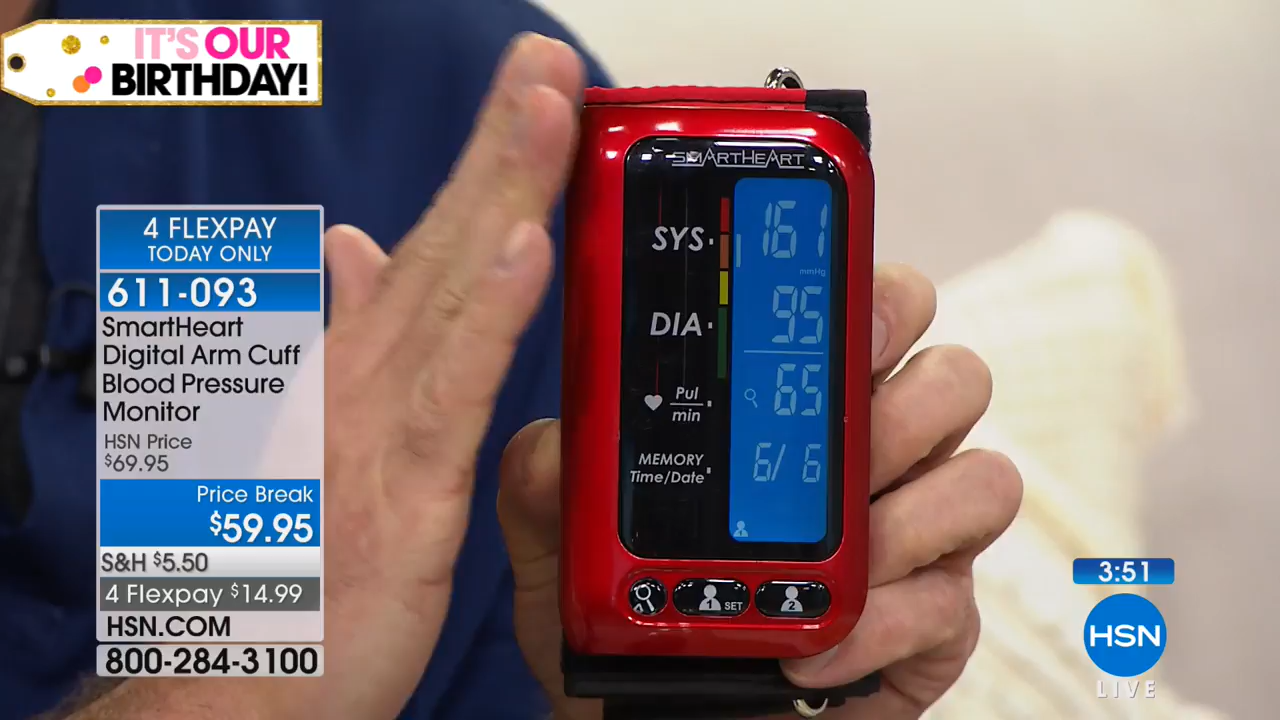 IT'S OUR
BIRTHDAY!
4 FLEXPAY
TODAY ONLY
611-093
SmartHeart
Digital Arm Cuff
Blood Pressure
Monitor
HSN Price
$69.95
Price Break
$59.95
S&H $5.50
4 Flexpay $14.99
HSN.COM
800-284-3100
SMARTHEART
SYS 161
mmHg
DIA 95
Pul
min 65
MEMORY
Time/Date 6/ 6
1
1 SET 2
3:51
HSN
LIVE